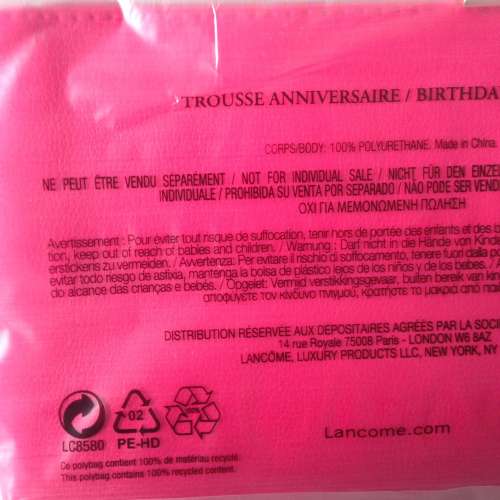 TROUSSE ANNIVERSAIRE / BIRTHDA
CORPS/BODY: 100% POLYURETHANE. Made in China.
NE PEUT ÊTRE VENDU SÉPARÉMENT / NOT FOR INDIVIDUAL SALE / NICHT FÜR DEN EINZE
INDIVIDUALE / PROHIBIDA SU VENTA POR SEPARADO / NÃO PODE SER VEND
ΟΧΙ ΓΙΑ ΜΕΜΟΝΩΜΕΝΗ ΠΩΛΗΣΗ
Avertissement : Pour éviter tout risque de suffocation, tenir hors de portée des enfants et des b
tion, keep out of reach of babies and children. / Warnung : Darf nicht in die Hände von Kind
erstickens zu vermeiden. / Avvertenza: Per evitare il rischio di soffocamento, tenere fuori dalla po
evitar todo riesgo de asfixia, mantenga la bolsa de plástico lejos de los niños y de los bebés. / A
do alcance das crianças e bebés. / Opgelet: Vermijd verstikkingsgevaar, buiten bereik van kin
αποφύγετε τον κίνδυνο πνιγμού, κρατήστε το μακριά από παι
DISTRIBUTION RÉSERVÉE AUX DÉPOSITAIRES AGRÉÉS PAR LA SOCI
14 rue Royale 75008 Paris - LONDON W6 8AZ
LANCÔME, LUXURY PRODUCTS LLC, NEW YORK, NY
02
LC8580 PE-HD
Lancome.com
Ce polybag contient 100% de matériau recyclé.
This polybag contains 100% recycled content.